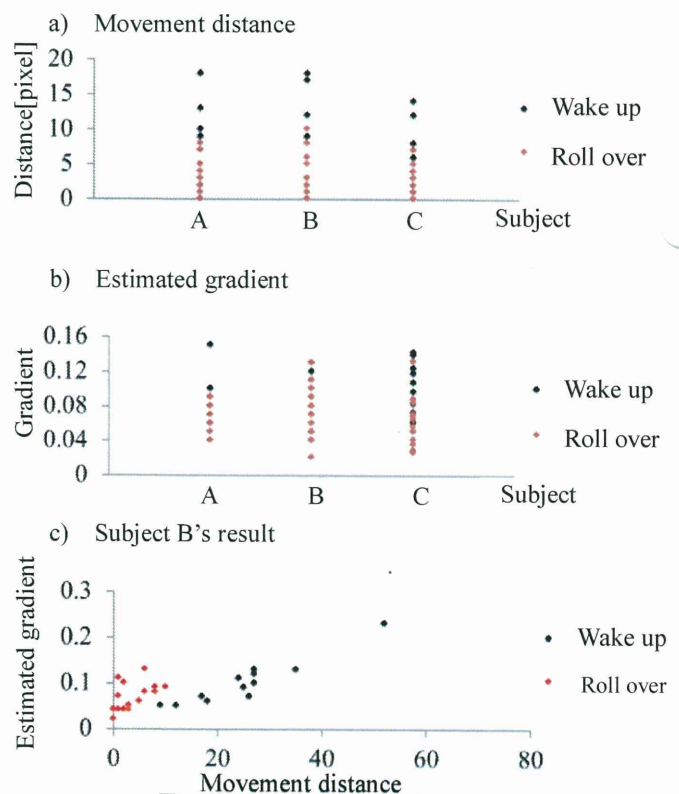 a) Movement distance
Distance[pixel]
20
15
10
5
0
A B C Subject
Wake up
Roll over
b) Estimated gradient
Gradient
0.16
0.12
0.08
0.04
0
A B C Subject
Wake up
Roll over
c) Subject B's result
Estimated gradient
0.3
0.2
0.1
0
0 20 40 60 80
Movement distance
Wake up
Roll over